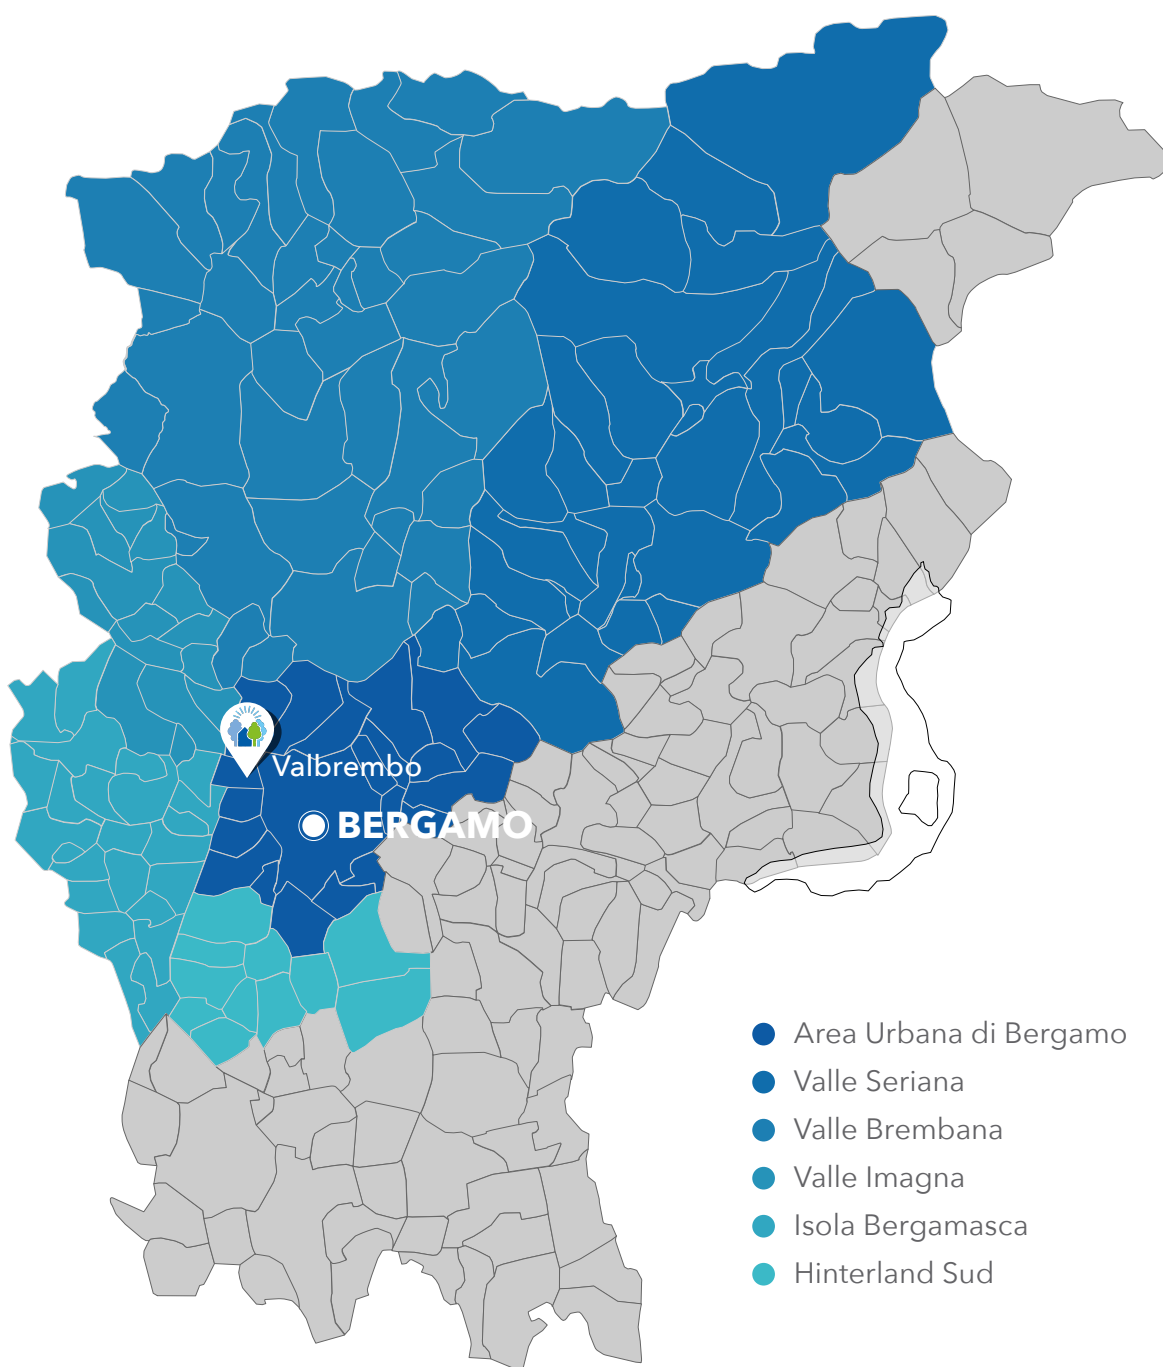 Valbrembo
BERGAMO
Area Urbana di Bergamo
Valle Seriana
Valle Brembana
Valle Imagna
Isola Bergamasca
Hinterland Sud